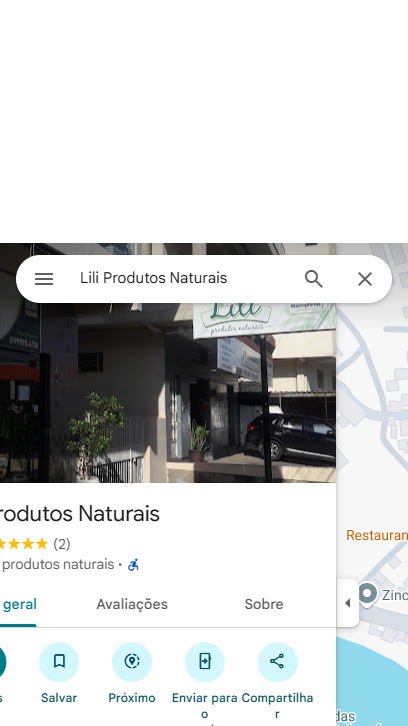 Lili Produtos Naturais
Lili
produtos naturais
rodutos Naturais
(2)
produtos naturais •
geral
Avaliações
Sobre
Restauran
Zinc
s
Salvar
Próximo
Enviar para
o
Compartilha
r
das